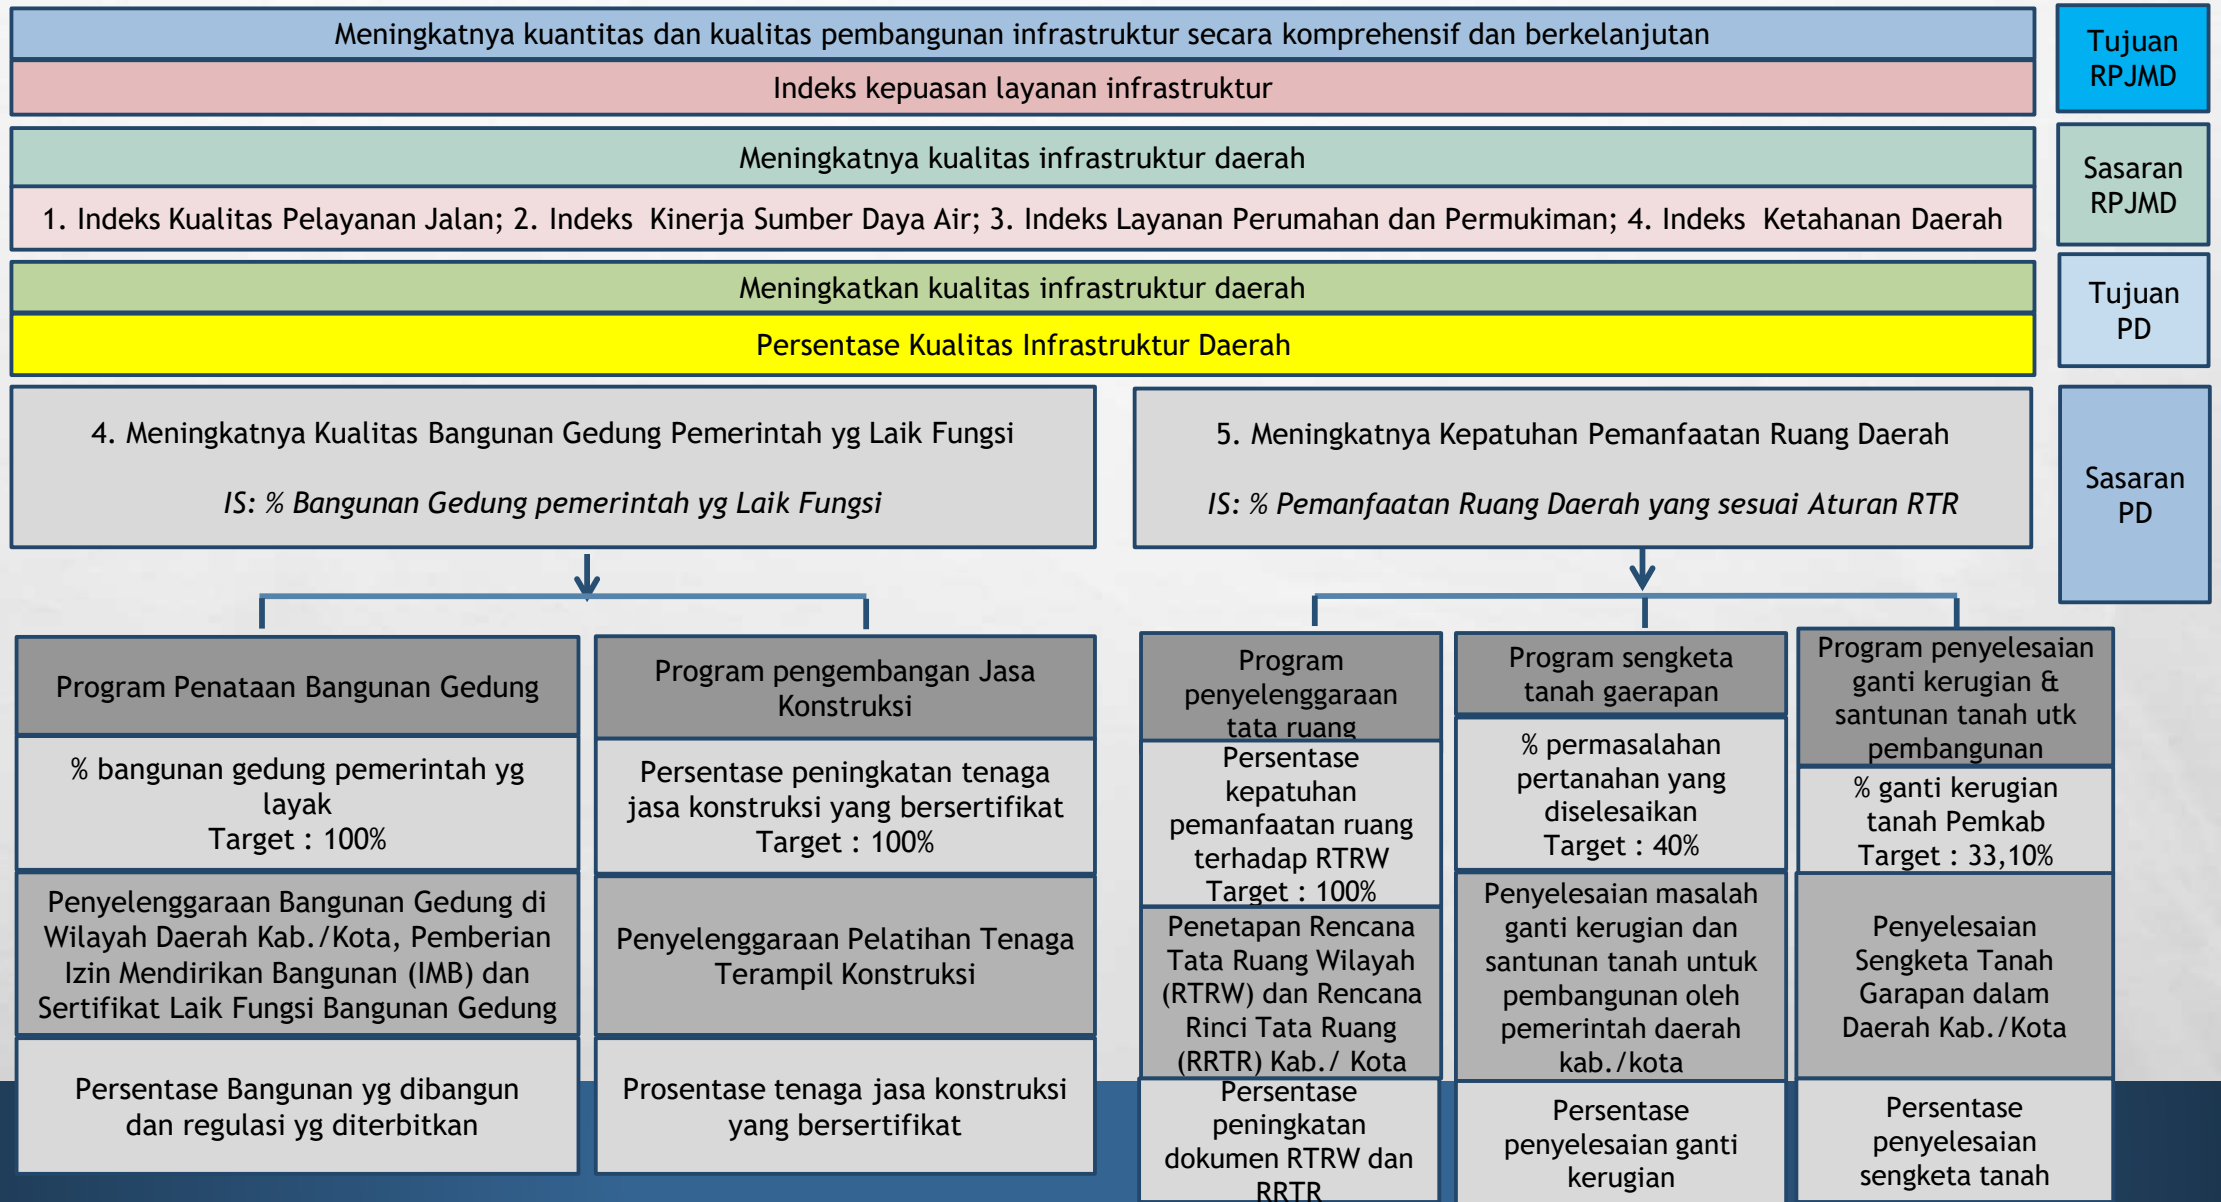 Meningkatnya kuantitas dan kualitas pembangunan infrastruktur secara komprehensif dan berkelanjutan
Indeks kepuasan layanan infrastruktur
Tujuan
RPJMD
Meningkatnya kualitas infrastruktur daerah
1. Indeks Kualitas Pelayanan Jalan; 2. Indeks Kinerja Sumber Daya Air; 3. Indeks Layanan Perumahan dan Permukiman; 4. Indeks Ketahanan Daerah
Sasaran
RPJMD
Meningkatkan kualitas infrastruktur daerah
Persentase Kualitas Infrastruktur Daerah
Tujuan
PD
4. Meningkatnya Kualitas Bangunan Gedung Pemerintah yg Laik Fungsi
IS: % Bangunan Gedung pemerintah yg Laik Fungsi
5. Meningkatnya Kepatuhan Pemanfaatan Ruang Daerah
IS: % Pemanfaatan Ruang Daerah yang sesuai Aturan RTR
Sasaran
PD
Program Penataan Bangunan Gedung
% bangunan gedung pemerintah yg
layak
Target : 100%
Penyelenggaraan Bangunan Gedung di
Wilayah Daerah Kab./Kota, Pemberian
Izin Mendirikan Bangunan (IMB) dan
Sertifikat Laik Fungsi Bangunan Gedung
Persentase Bangunan yg dibangun
dan regulasi yg diterbitkan
Program pengembangan Jasa
Konstruksi
Persentase peningkatan tenaga
jasa konstruksi yang bersertifikat
Target : 100%
Penyelenggaraan Pelatihan Tenaga
Terampil Konstruksi
Prosentase tenaga jasa konstruksi
yang bersertifikat
Program
penyelenggaraan
tata ruang
Persentase
kepatuhan
pemanfaatan ruang
terhadap RTRW
Target : 100%
Penetapan Rencana
Tata Ruang Wilayah
(RTRW) dan Rencana
Rinci Tata Ruang
(RRTR) Kab./ Kota
Persentase
peningkatan
dokumen RTRW dan
RRTR
Program sengketa
tanah gaerapan
% permasalahan
pertanahan yang
diselesaikan
Target : 40%
Penyelesaian masalah
ganti kerugian dan
santunan tanah untuk
pembangunan oleh
pemerintah daerah
kab./kota
Persentase
penyelesaian ganti
kerugian
Program penyelesaian
ganti kerugian &
santunan tanah utk
pembangunan
% ganti kerugian
tanah Pemkab
Target : 33,10%
Penyelesaian
Sengketa Tanah
Garapan dalam
Daerah Kab./Kota
Persentase
penyelesaian
sengketa tanah